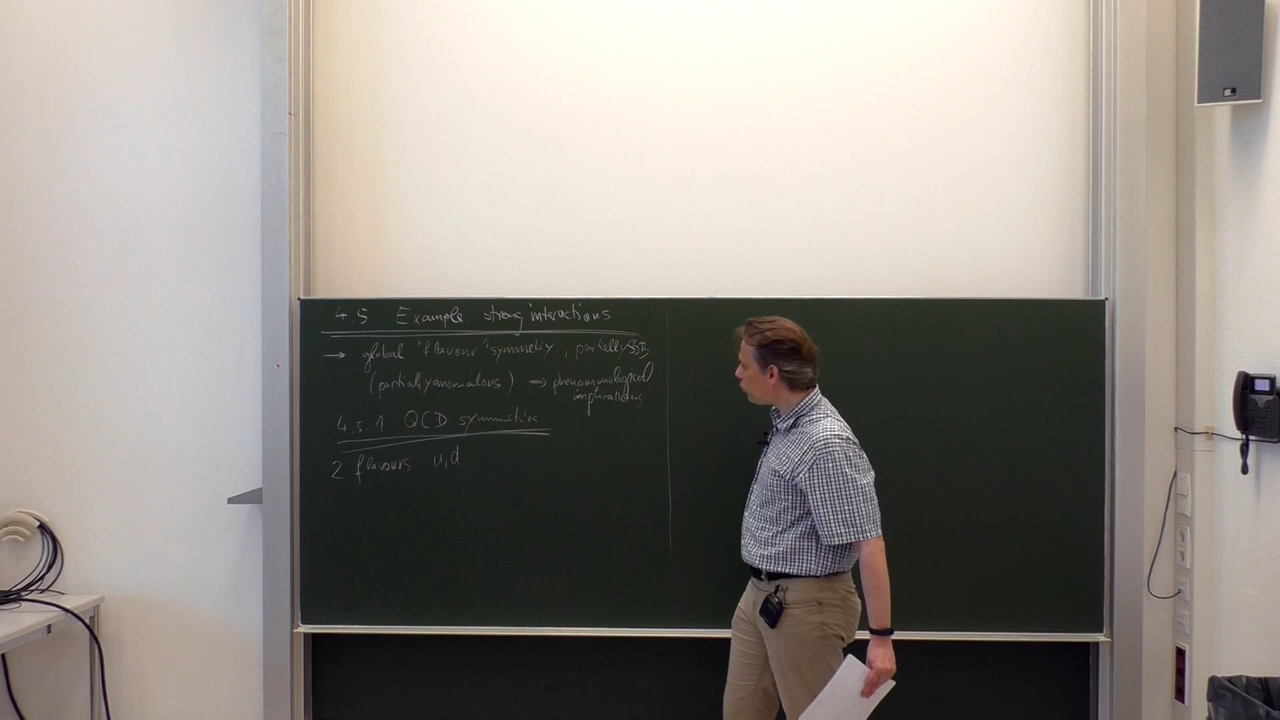 4.5 Example strong interactions
→ global "flavour" symmetry, partially SSB
(partially anomalous) ⇒ phenomenological
implications
4.5.1 QCD symmetries
2 flavours u,d